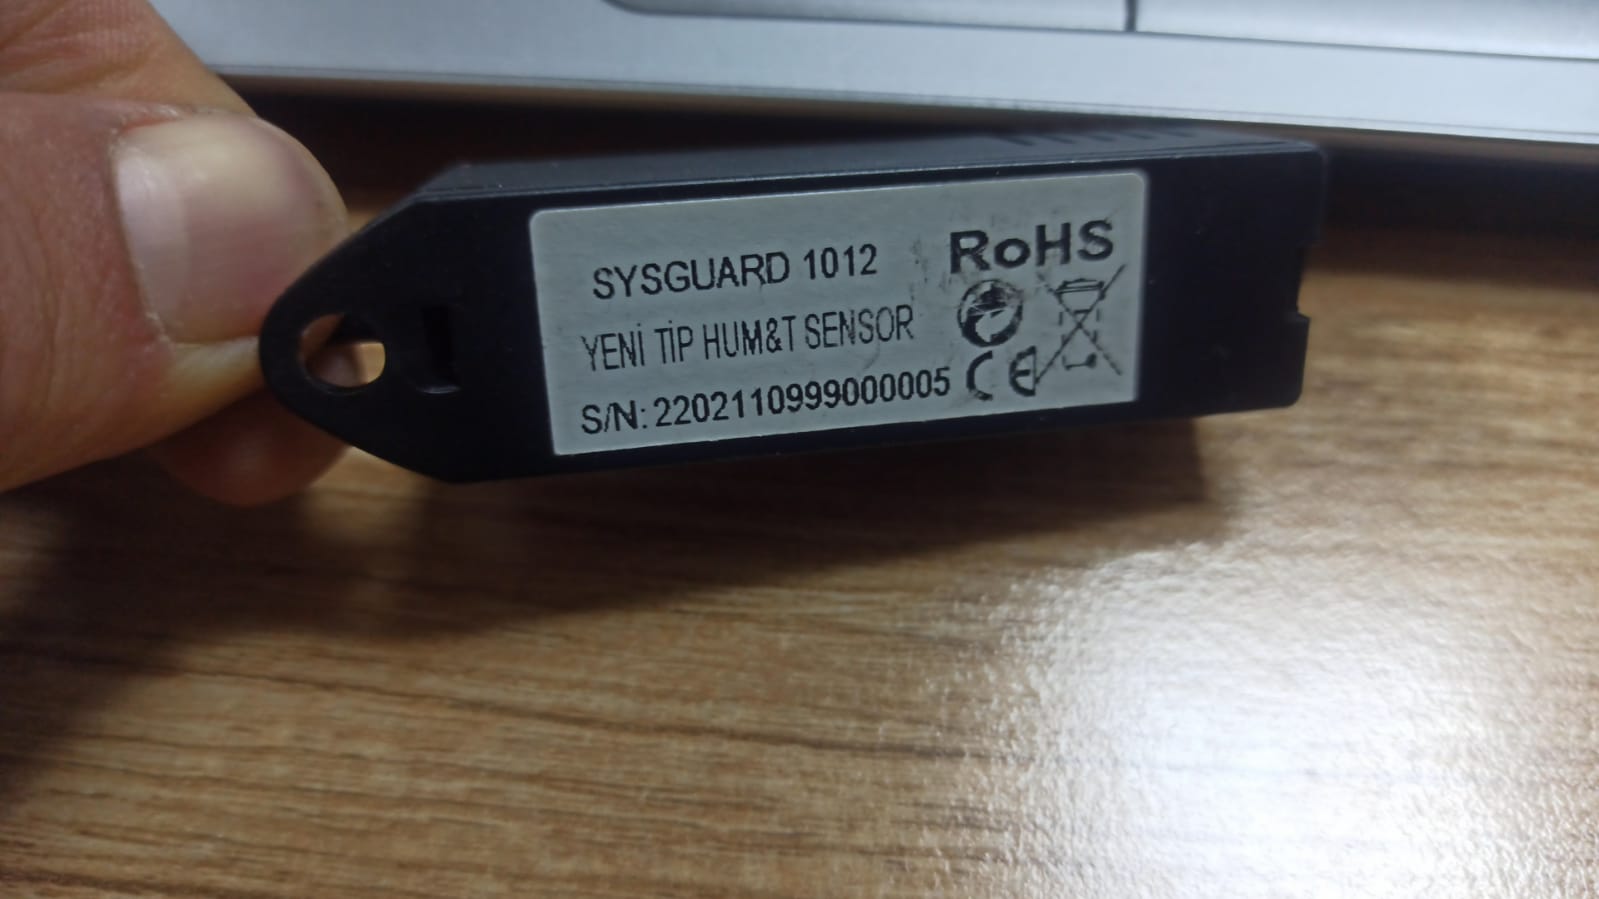 SYSGUARD 1012
YENİ TİP HUM&T SENSOR
S/N: 2202110999000005
RoHS
CE